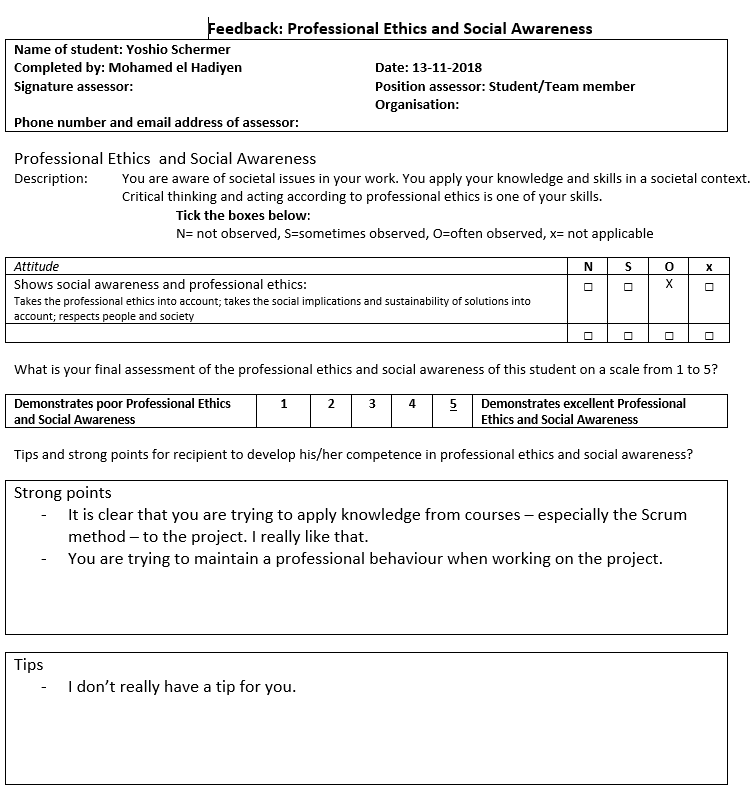 Feedback: Professional Ethics and Social Awareness
Name of student: Yoshio Schermer
Completed by: Mohamed el Hadiyen Date: 13-11-2018
Signature assessor: Position assessor: Student/Team member
Organisation:
Phone number and email address of assessor:
Professional Ethics and Social Awareness
Description: You are aware of societal issues in your work. You apply your knowledge and skills in a societal context.
Critical thinking and acting according to professional ethics is one of your skills.
Tick the boxes below:
N= not observed, S=sometimes observed, O=often observed, x= not applicable
Attitude N S O x
Shows social awareness and professional ethics: □ □ X □
Takes the professional ethics into account; takes the social implications and sustainability of solutions into
account; respects people and society
□ □ □ □
What is your final assessment of the professional ethics and social awareness of this student on a scale from 1 to 5?
Demonstrates poor Professional Ethics 1 2 3 4 5 Demonstrates excellent Professional
and Social Awareness Ethics and Social Awareness
Tips and strong points for recipient to develop his/her competence in professional ethics and social awareness?
Strong points
- It is clear that you are trying to apply knowledge from courses – especially the Scrum
method – to the project. I really like that.
- You are trying to maintain a professional behaviour when working on the project.
Tips
- I don’t really have a tip for you.